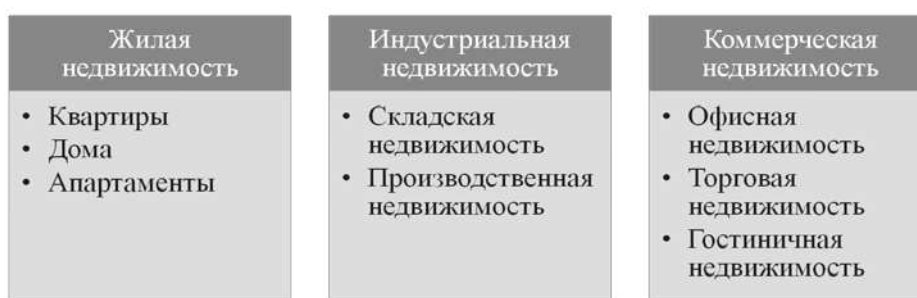 Жилая
недвижимость
• Квартиры
• Дома
• Апартаменты
Индустриальная
недвижимость
• Складская
недвижимость
• Производственная
недвижимость
Коммерческая
недвижимость
• Офисная
недвижимость
• Торговая
недвижимость
• Гостиничная
недвижимость